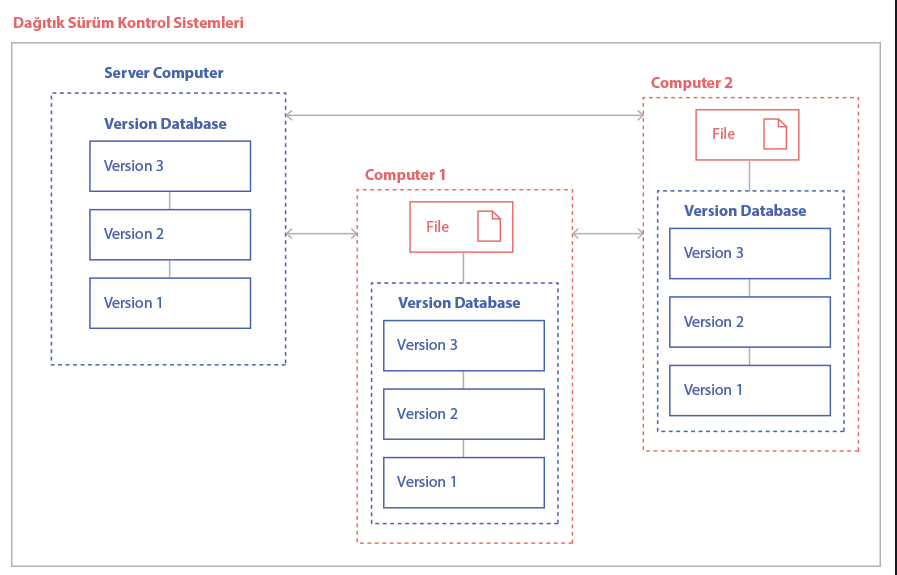 Dağıtık Sürüm Kontrol Sistemleri
Server Computer
Version Database
Version 3
Version 2
Version 1
Computer 1
File
Version Database
Version 3
Version 2
Version 1
Computer 2
File
Version Database
Version 3
Version 2
Version 1